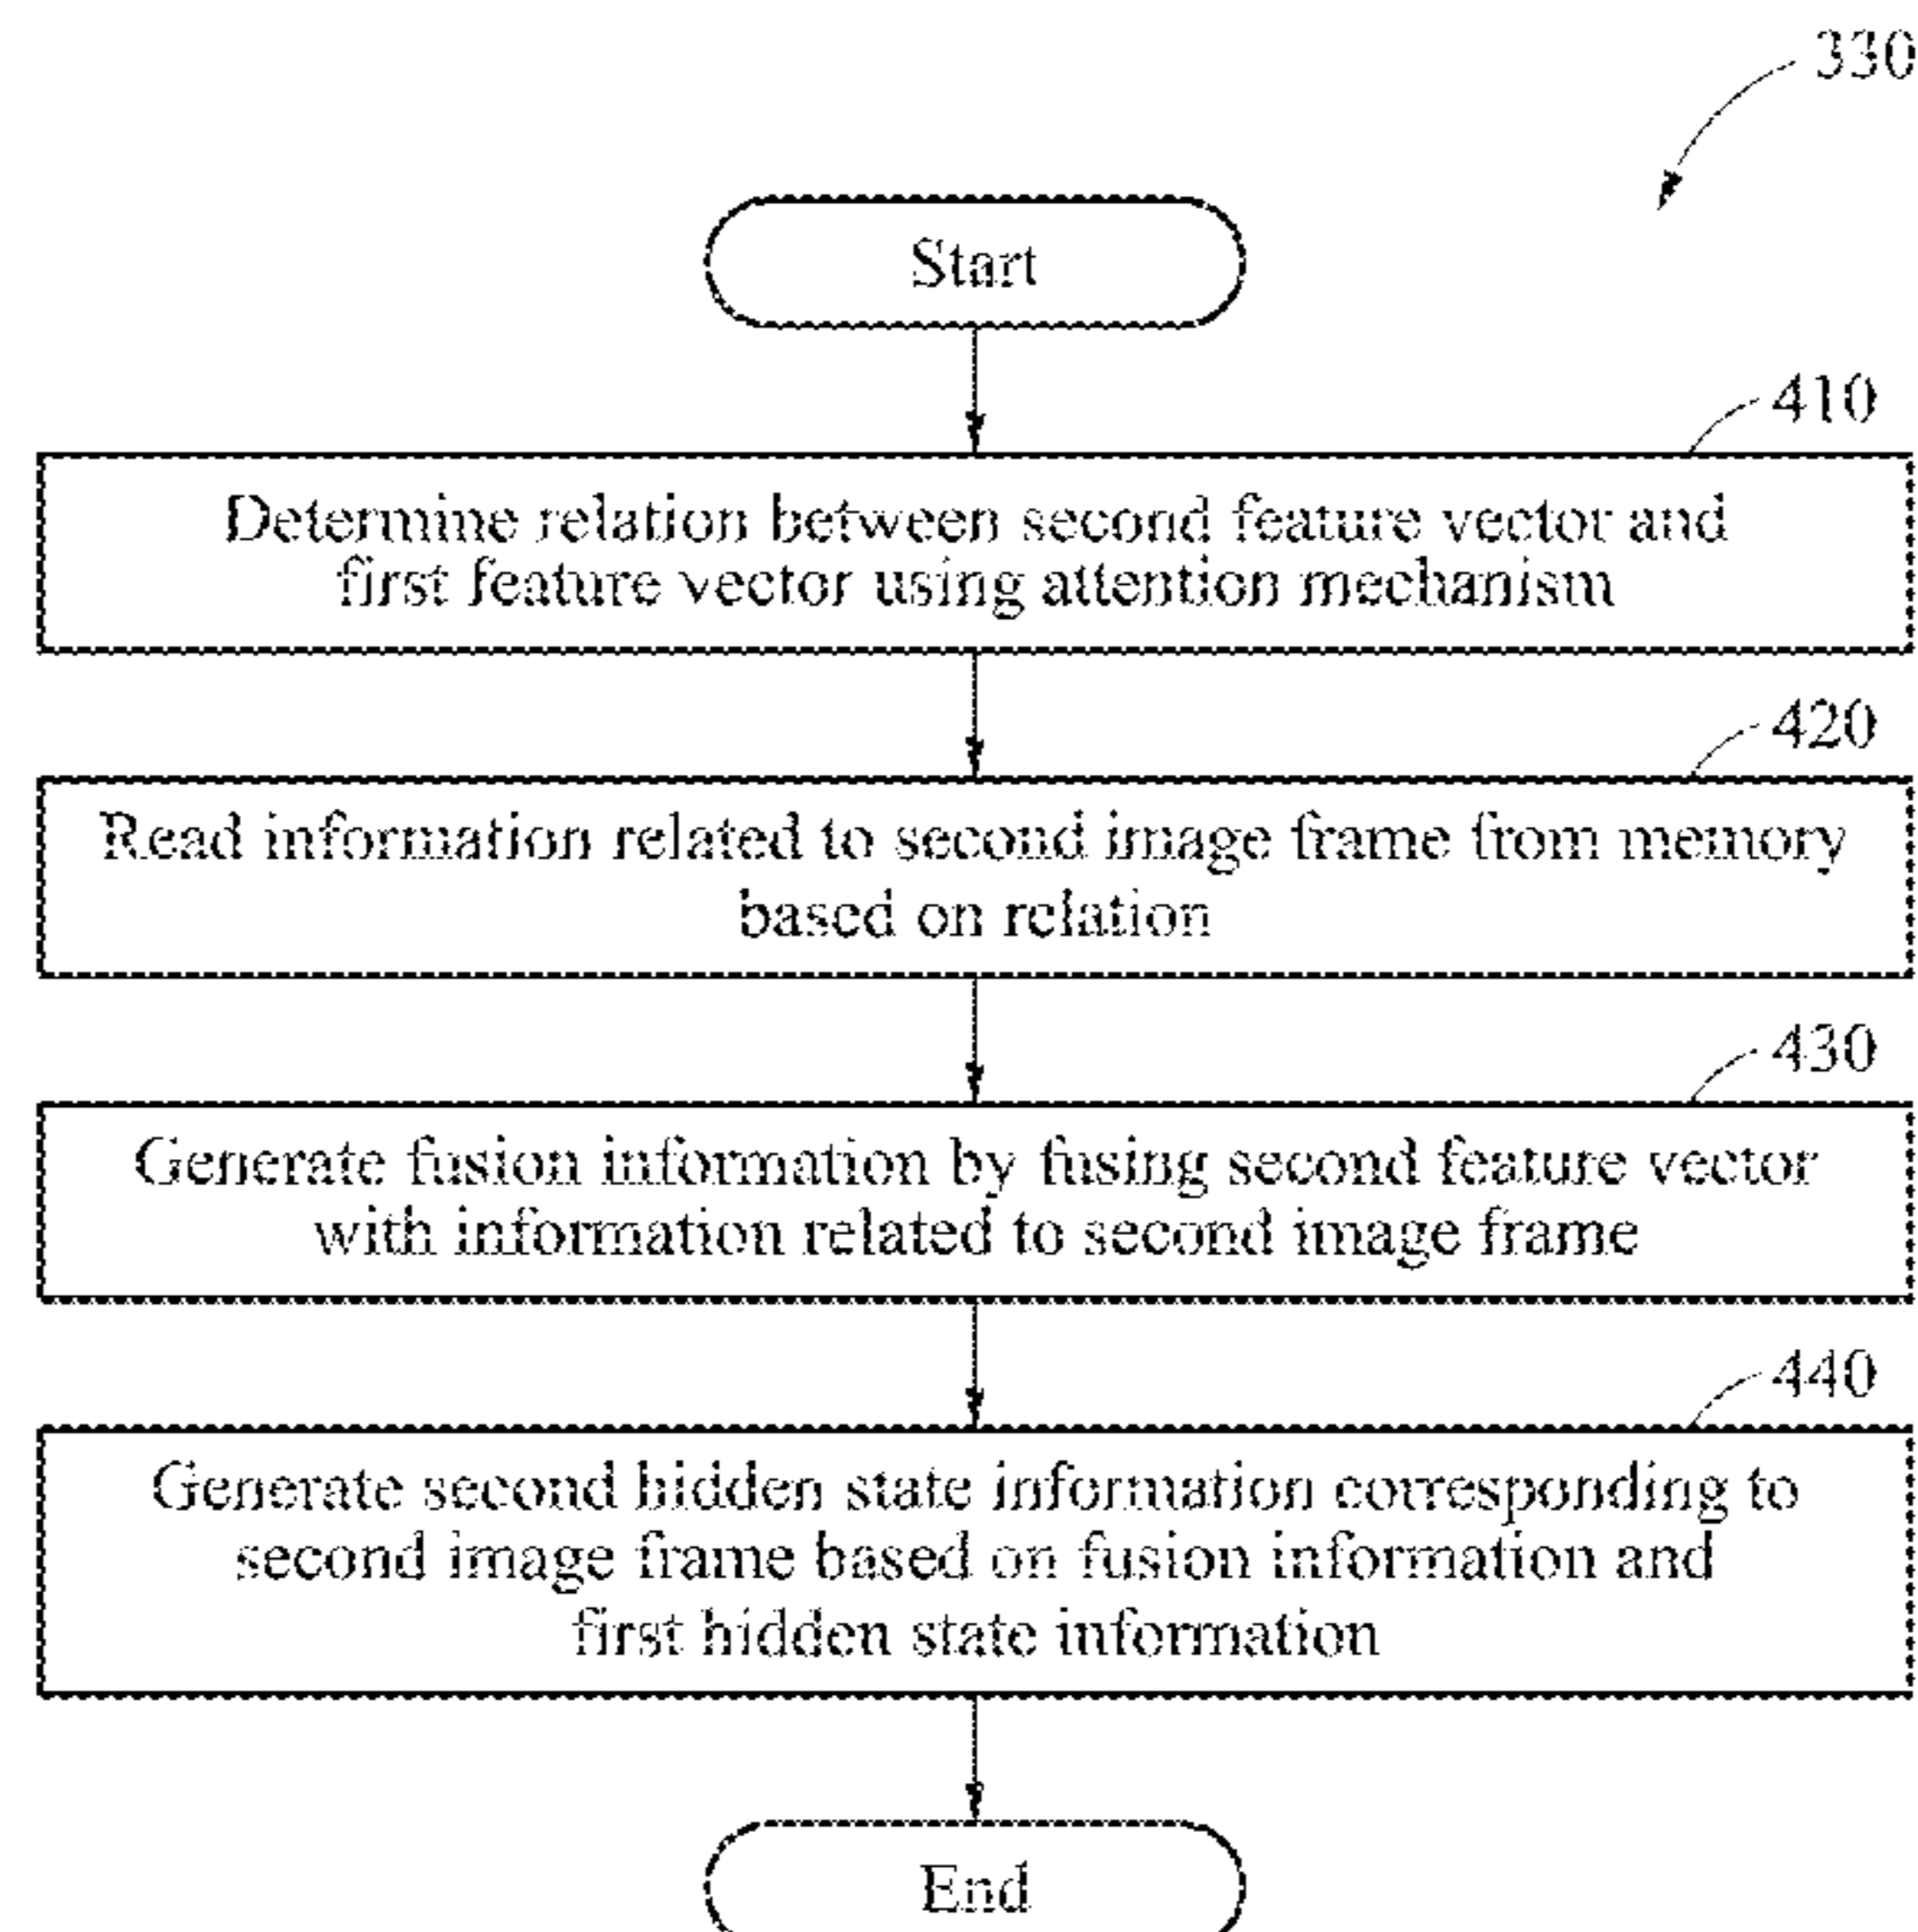 330
Start
410
Determine relation between second feature vector and
first feature vector using attention mechanism
420
Read information related to second image frame from memory
based on relation
430
Generate fusion information by fusing second feature vector
with information related to second image frame
440
Generate second hidden state information corresponding to
second image frame based on fusion information and
first hidden state information
End